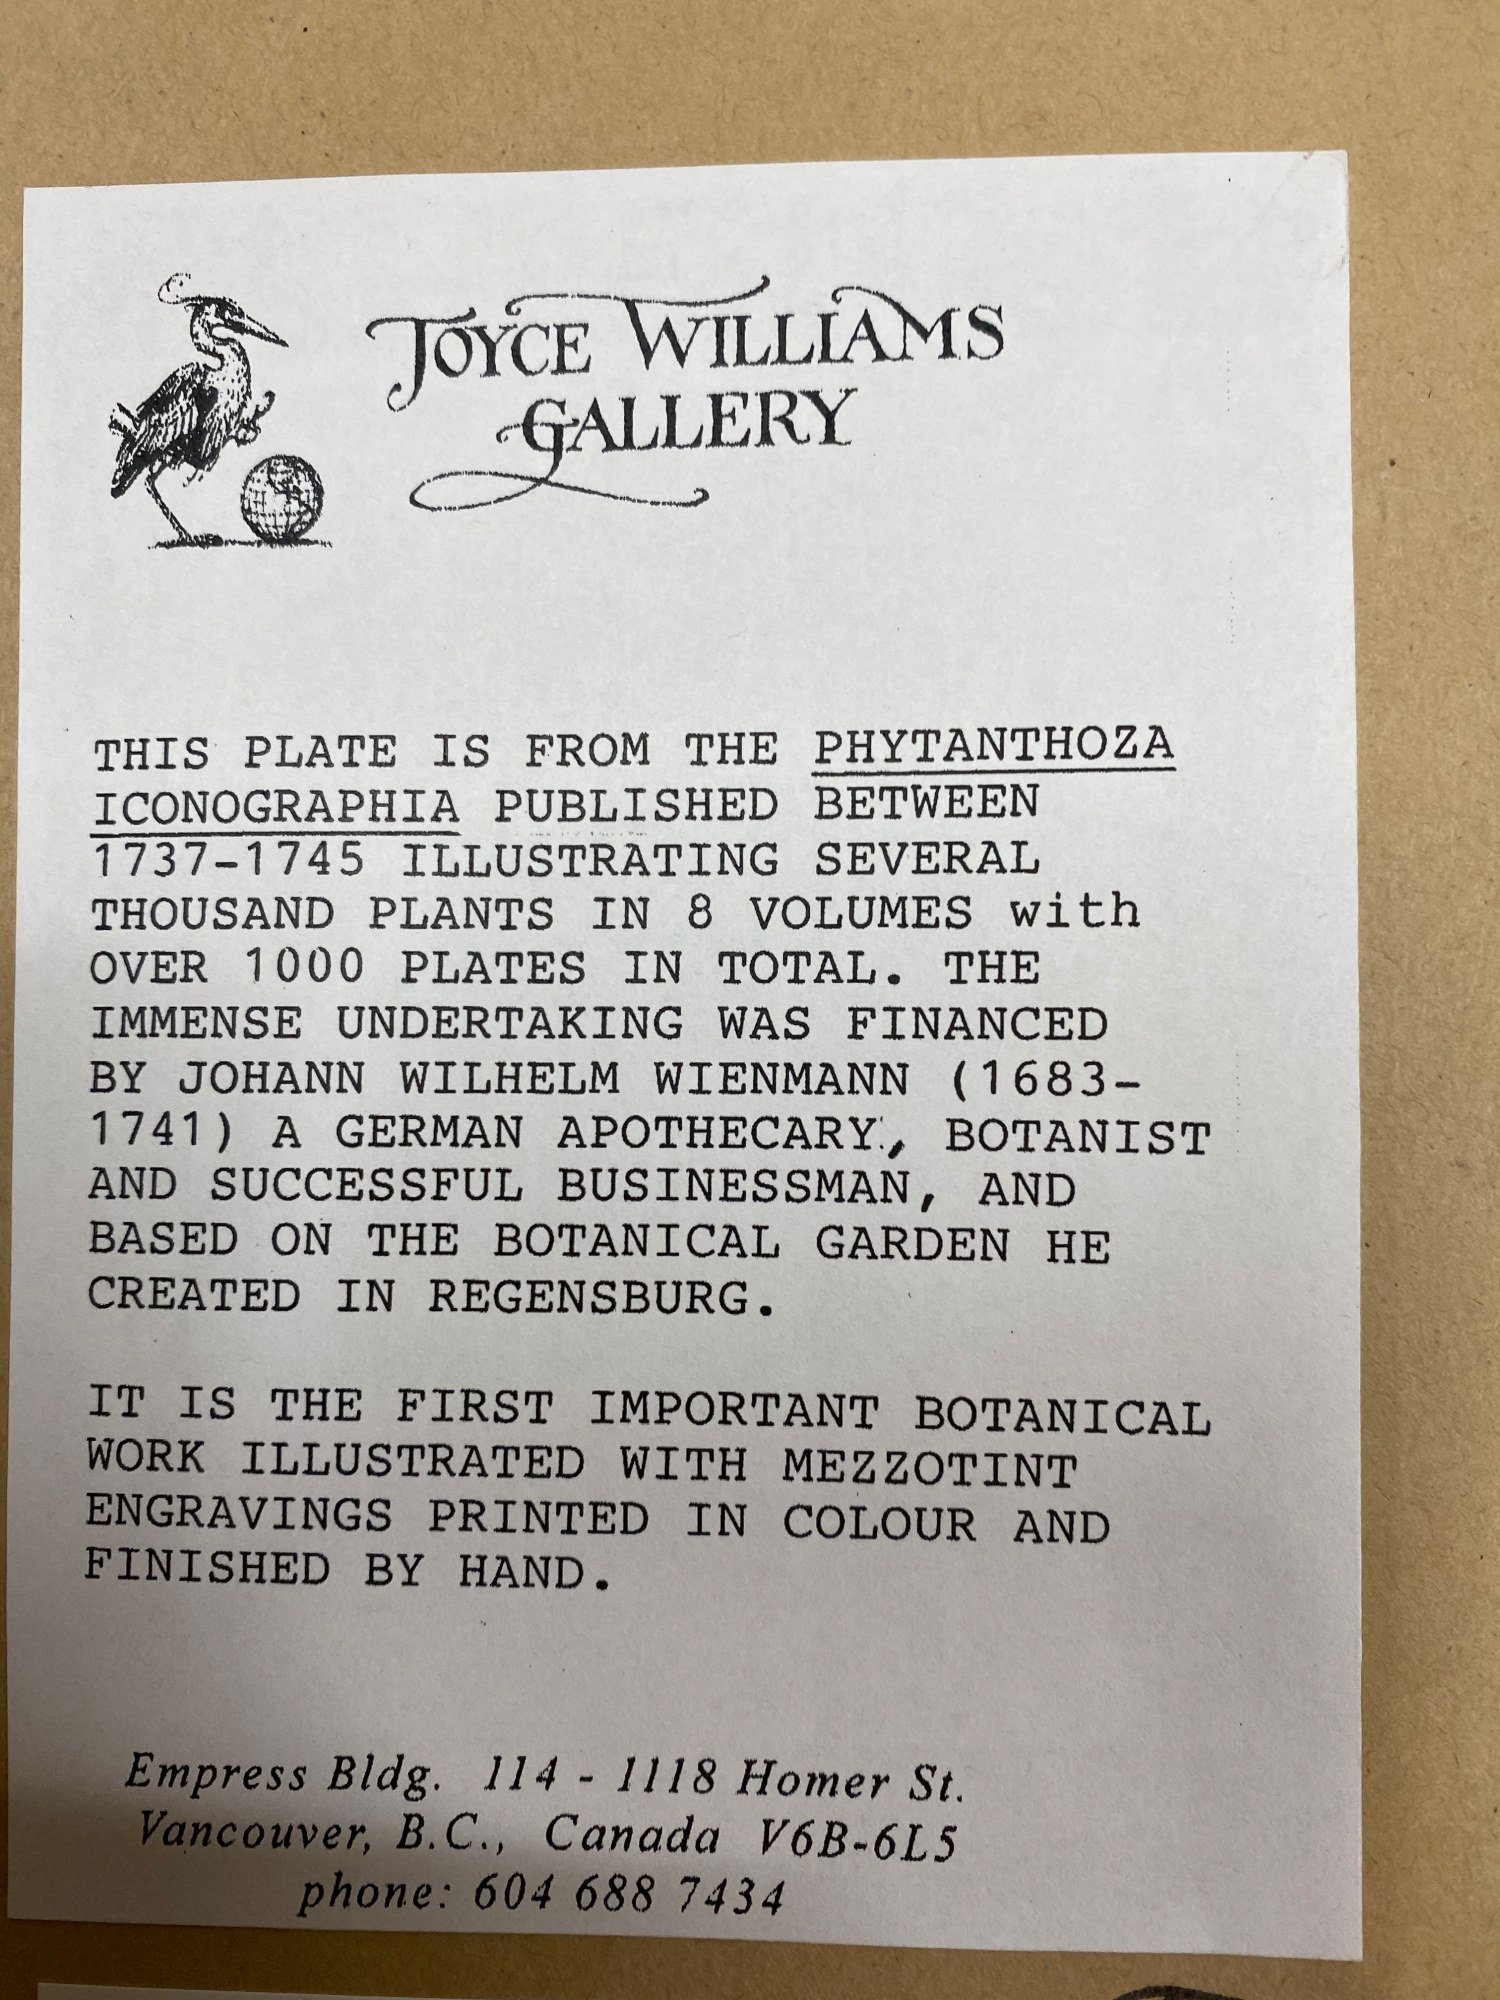 JOYCE WILLIAMS
GALLERY
THIS PLATE IS FROM THE PHYTANTHOZA
ICONOGRAPHIA PUBLISHED BETWEEN
1737-1745 ILLUSTRATING SEVERAL
THOUSAND PLANTS IN 8 VOLUMES with
OVER 1000 PLATES IN TOTAL. THE
IMMENSE UNDERTAKING WAS FINANCED
BY JOHANN WILHELM WIENMANN (1683-
1741) A GERMAN APOTHECARY, BOTANIST
AND SUCCESSFUL BUSINESSMAN, AND
BASED ON THE BOTANICAL GARDEN HE
CREATED IN REGENSBURG.
IT IS THE FIRST IMPORTANT BOTANICAL
WORK ILLUSTRATED WITH MEZZOTINT
ENGRAVINGS PRINTED IN COLOUR AND
FINISHED BY HAND.
Empress Bldg. 114 - 1118 Homer St.
Vancouver, B.C., Canada V6B-6L5
phone: 604 688 7434